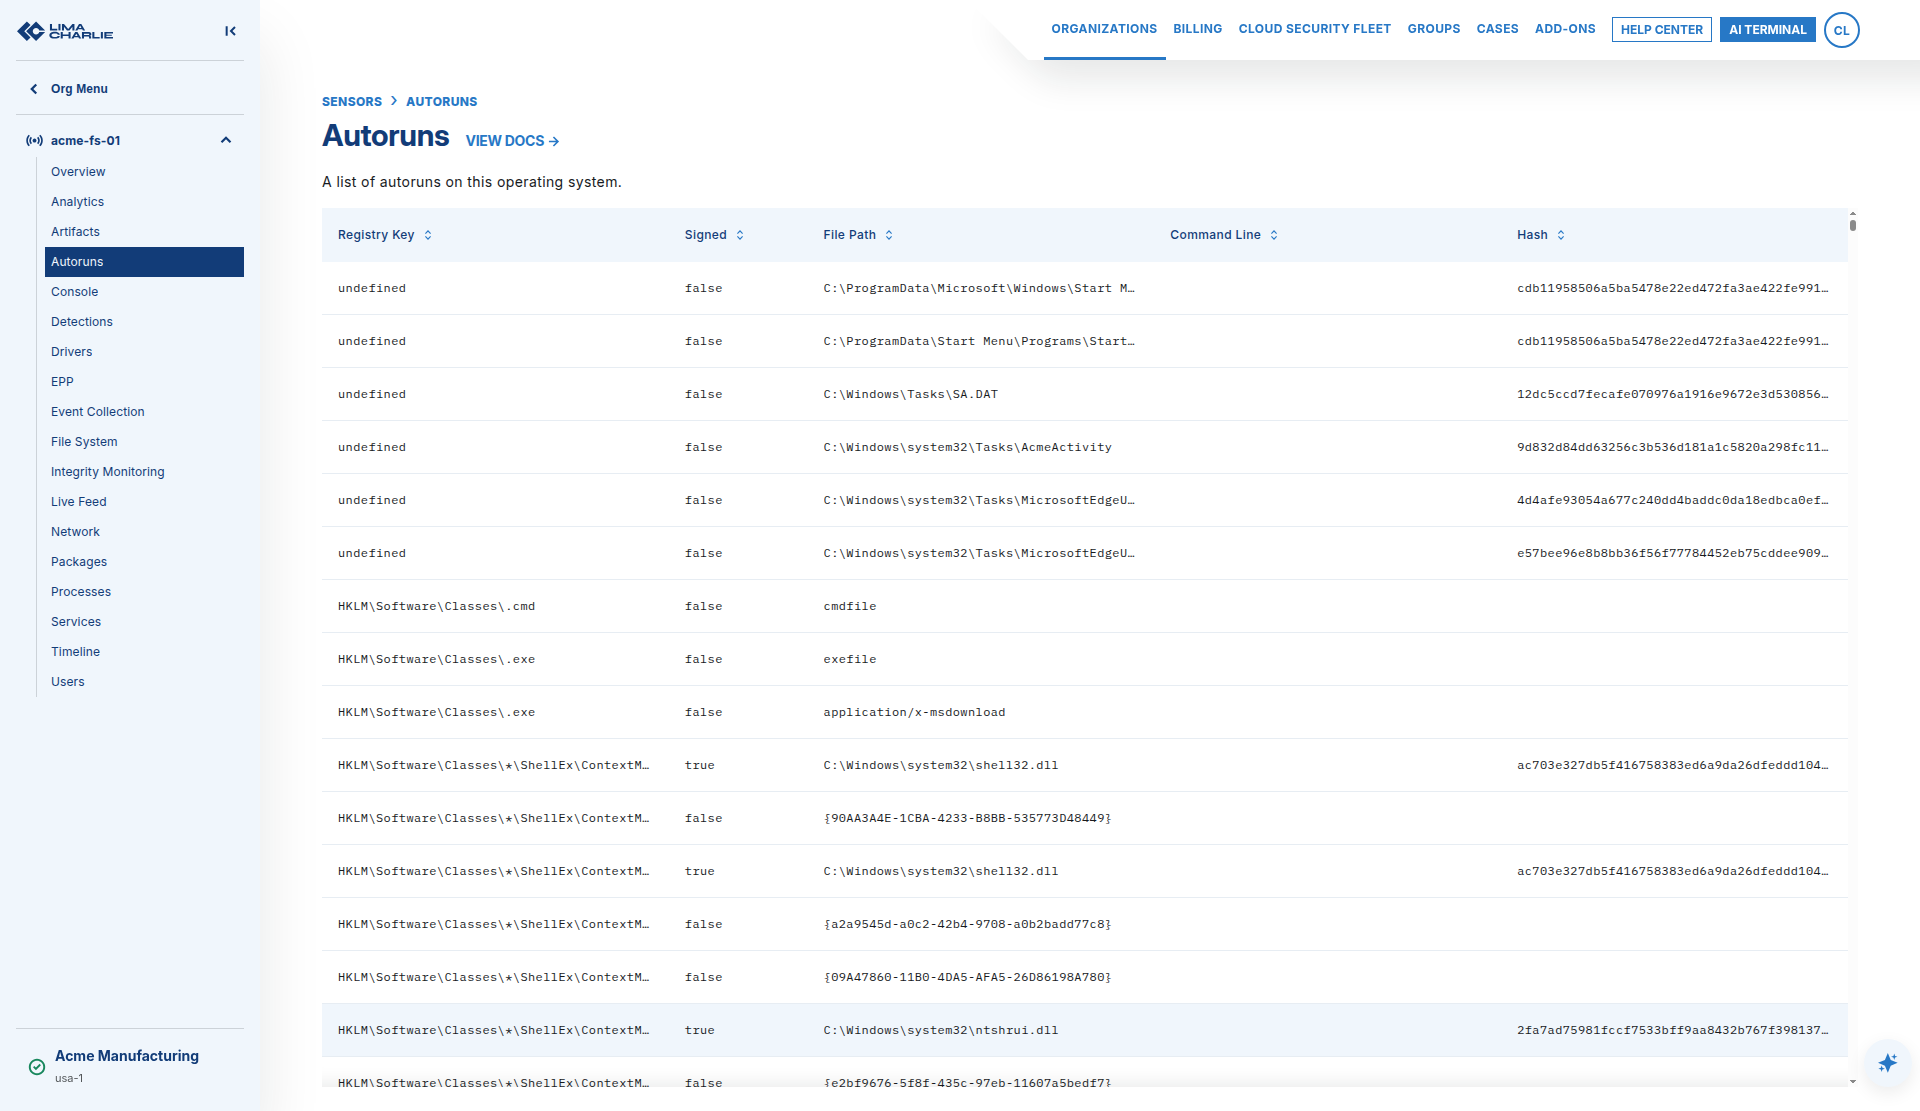 LIMA
CHARLIE
Org Menu
acme-fs-01
Overview
Analytics
Artifacts
Autoruns
Console
Detections
Drivers
EPP
Event Collection
File System
Integrity Monitoring
Live Feed
Network
Packages
Processes
Services
Timeline
Users
Acme Manufacturing
usa-1
ORGANIZATIONS BILLING CLOUD SECURITY FLEET GROUPS CASES ADD-ONS HELP CENTER AI TERMINAL CL
SENSORS > AUTORUNS
Autoruns VIEW DOCS →
A list of autoruns on this operating system.
Registry Key Signed File Path Command Line Hash
undefined false C:\ProgramData\Microsoft\Windows\Start M… cdb11958506a5ba5478e22ed472fa3ae422fe991…
undefined false C:\ProgramData\Start Menu\Programs\Start… cdb11958506a5ba5478e22ed472fa3ae422fe991…
undefined false C:\Windows\Tasks\SA.DAT 12dc5ccd7fecafe070976a1916e9672e3d530856…
undefined false C:\Windows\system32\Tasks\AcmeActivity 9d832d84dd63256c3b536d181a1c5820a298fc11…
undefined false C:\Windows\system32\Tasks\MicrosoftEdgeU… 4d4afe93054a677c240dd4baddc0da18edbca0ef…
undefined false C:\Windows\system32\Tasks\MicrosoftEdgeU… e57bee96e8b8bb36f56f77784452eb75cddee909…
HKLM\Software\Classes\.cmd false cmdfile
HKLM\Software\Classes\.exe false exefile
HKLM\Software\Classes\.exe false application/x-msdownload
HKLM\Software\Classes\*\ShellEx\ContextM… true C:\Windows\system32\shell32.dll ac703e327db5f416758383ed6a9da26dfeddd104…
HKLM\Software\Classes\*\ShellEx\ContextM… false {90AA3A4E-1CBA-4233-B8BB-535773D48449}
HKLM\Software\Classes\*\ShellEx\ContextM… true C:\Windows\system32\shell32.dll ac703e327db5f416758383ed6a9da26dfeddd104…
HKLM\Software\Classes\*\ShellEx\ContextM… false {a2a9545d-a0c2-42b4-9708-a0b2badd77c8}
HKLM\Software\Classes\*\ShellEx\ContextM… false {09A47860-11B0-4DA5-AFA5-26D86198A780}
HKLM\Software\Classes\*\ShellEx\ContextM… true C:\Windows\system32\ntshrui.dll 2fa7ad75981fccf7533bff9aa8432b767f398137…
HKLM\Software\Classes\*\ShellEx\ContextM… false {e2bf9676-5f8f-435c-97eb-11607a5bedf7}